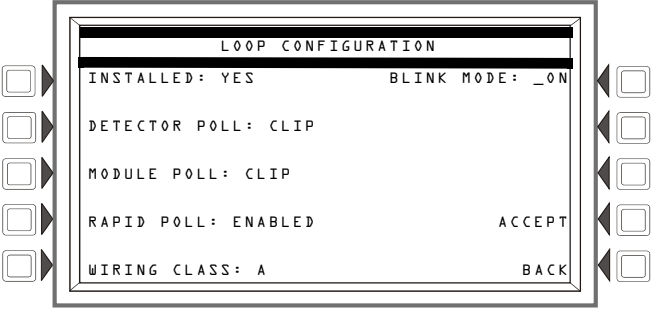 LOOP CONFIGURATION
INSTALLED: YES BLINK MODE: _ON
DETECTOR POLL: CLIP
MODULE POLL: CLIP
RAPID POLL: ENABLED ACCEPT
WIRING CLASS: A BACK